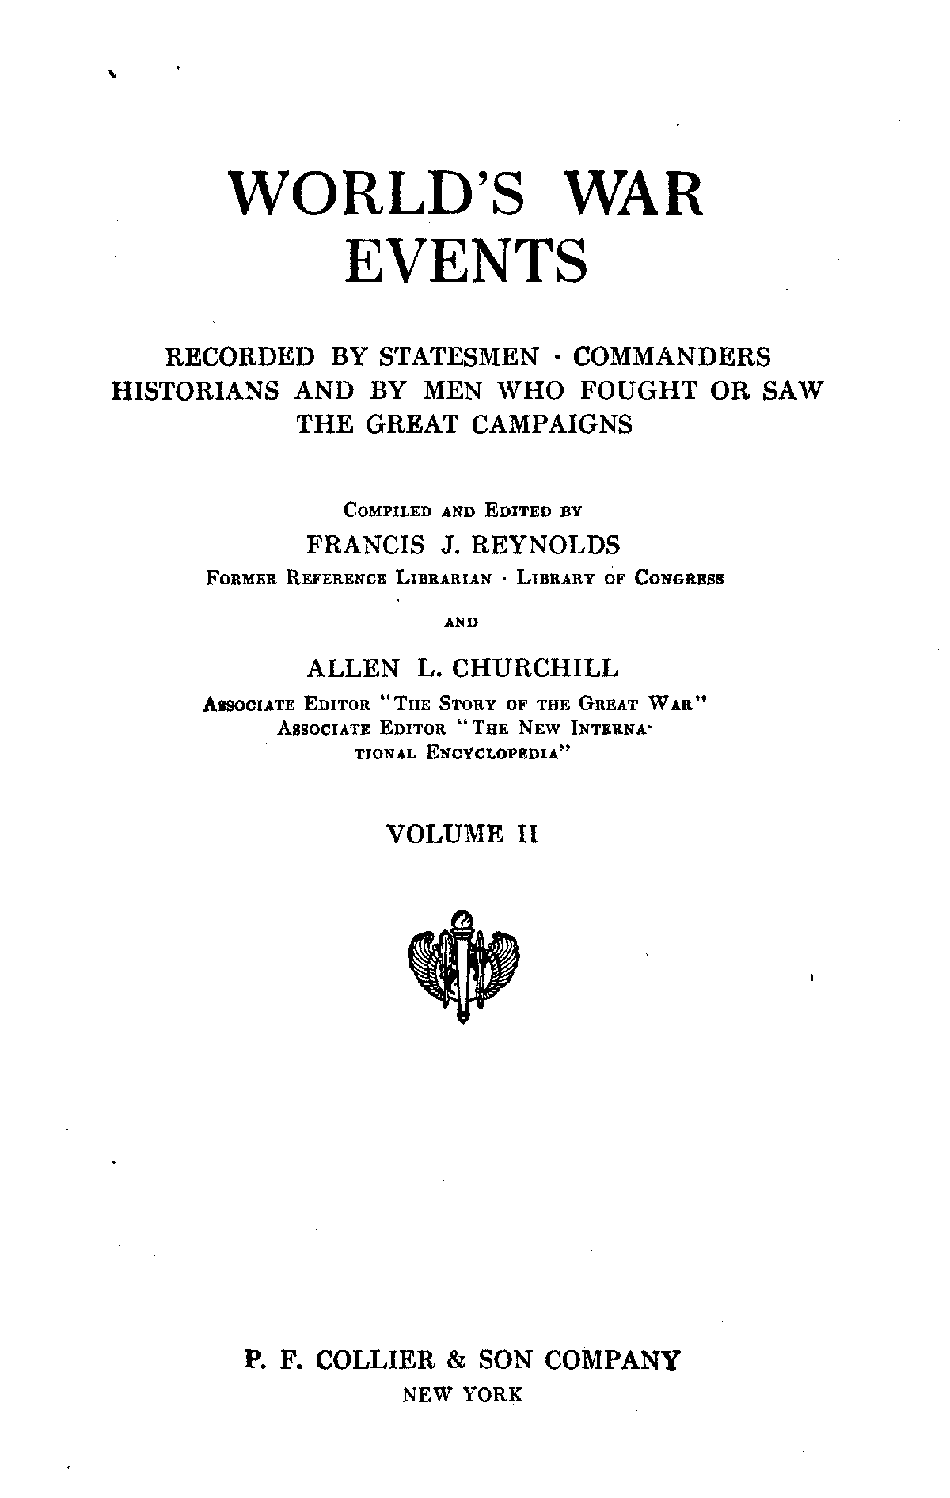 WORLD'S WAR
EVENTS
RECORDED BY STATESMEN · COMMANDERS
HISTORIANS AND BY MEN WHO FOUGHT OR SAW
THE GREAT CAMPAIGNS
COMPILED AND EDITED BY
FRANCIS J. REYNOLDS
FORMER REFERENCE LIBRARIAN · LIBRARY OF CONGRESS
AND
ALLEN L. CHURCHILL
ASSOCIATE EDITOR "THE STORY OF THE GREAT WAR"
ASSOCIATE EDITOR "THE NEW INTERNA-
TIONAL ENCYCLOPEDIA"
VOLUME II
P. F. COLLIER & SON COMPANY
NEW YORK